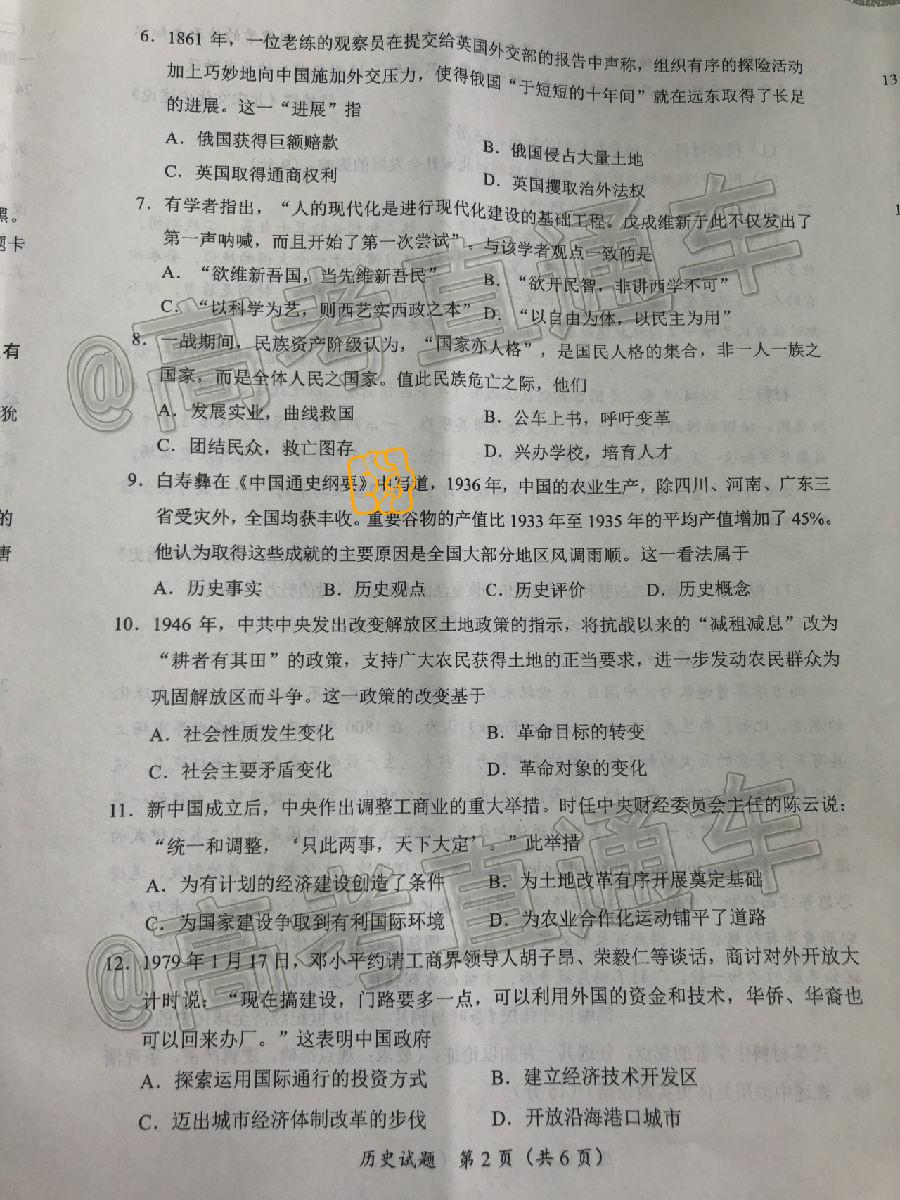 6．1861 年，一位老练的观察员在提交给英国外交部的报告中声称，组织有序的探险活动
加上巧妙地向中国施加外交压力，使得俄国“于短短的十年间”就在远东取得了长足
的进展。这一“进展”指
A．俄国获得巨额赔款
B．俄国侵占大量土地
C．英国取得通商权利
D．英国攫取治外法权
7．有学者指出，“人的现代化是进行现代化建设的基础工程。戊戌维新于此不仅发出了
第一声呐喊，而且开始了第一次尝试”。与该学者观点一致的是
A．“欲维新吾国，当先维新吾民”
B．“欲开民智，非讲西学不可”
C．“以科学为艺，则西艺实西政之本”
D．“以自由为体，以民主为用”
8．一战期间，民族资产阶级认为，“国家亦人格”，是国民人格的集合，非一人一族之
国家，而是全体人民之国家。值此民族危亡之际，他们
A．发展实业，曲线救国
B．公车上书，呼吁变革
C．团结民众，救亡图存
D．兴办学校，培育人才
9．白寿彝在《中国通史纲要》中写道，1936 年，中国的农业生产，除四川、河南、广东三
省受灾外，全国均获丰收。重要谷物的产值比 1933 年至 1935 年的平均产值增加了 45%。
他认为取得这些成就的主要原因是全国大部分地区风调雨顺。这一看法属于
A．历史事实
B．历史观点
C．历史评价
D．历史概念
10．1946 年，中共中央发出改变解放区土地政策的指示，将抗战以来的“减租减息”改为
“耕者有其田”的政策，支持广大农民获得土地的正当要求，进一步发动农民群众为
巩固解放区而斗争。这一政策的改变基于
A．社会性质发生变化
B．革命目标的转变
C．社会主要矛盾变化
D．革命对象的变化
11．新中国成立后，中央作出调整工商业的重大举措。时任中央财经委员会主任的陈云说：
“统一和调整，‘只此两事，天下大定’。”此举措
A．为有计划的经济建设创造了条件
B．为土地改革有序开展奠定基础
C．为国家建设争取到有利国际环境
D．为农业合作化运动铺平了道路
12．1979 年 1 月 17 日，邓小平约请工商界领导人胡子昂、荣毅仁等谈话，商讨对外开放大
计时说：“现在搞建设，门路要多一点，可以利用外国的资金和技术，华侨、华裔也
可以回来办厂。”这表明中国政府
A．探索运用国际通行的投资方式
B．建立经济技术开发区
C．迈出城市经济体制改革的步伐
D．开放沿海港口城市
历史试题 第 2 页（共 6 页）
@高考直通车
@高考直通车
黑。
题卡
有
犹
的
唐
13
1